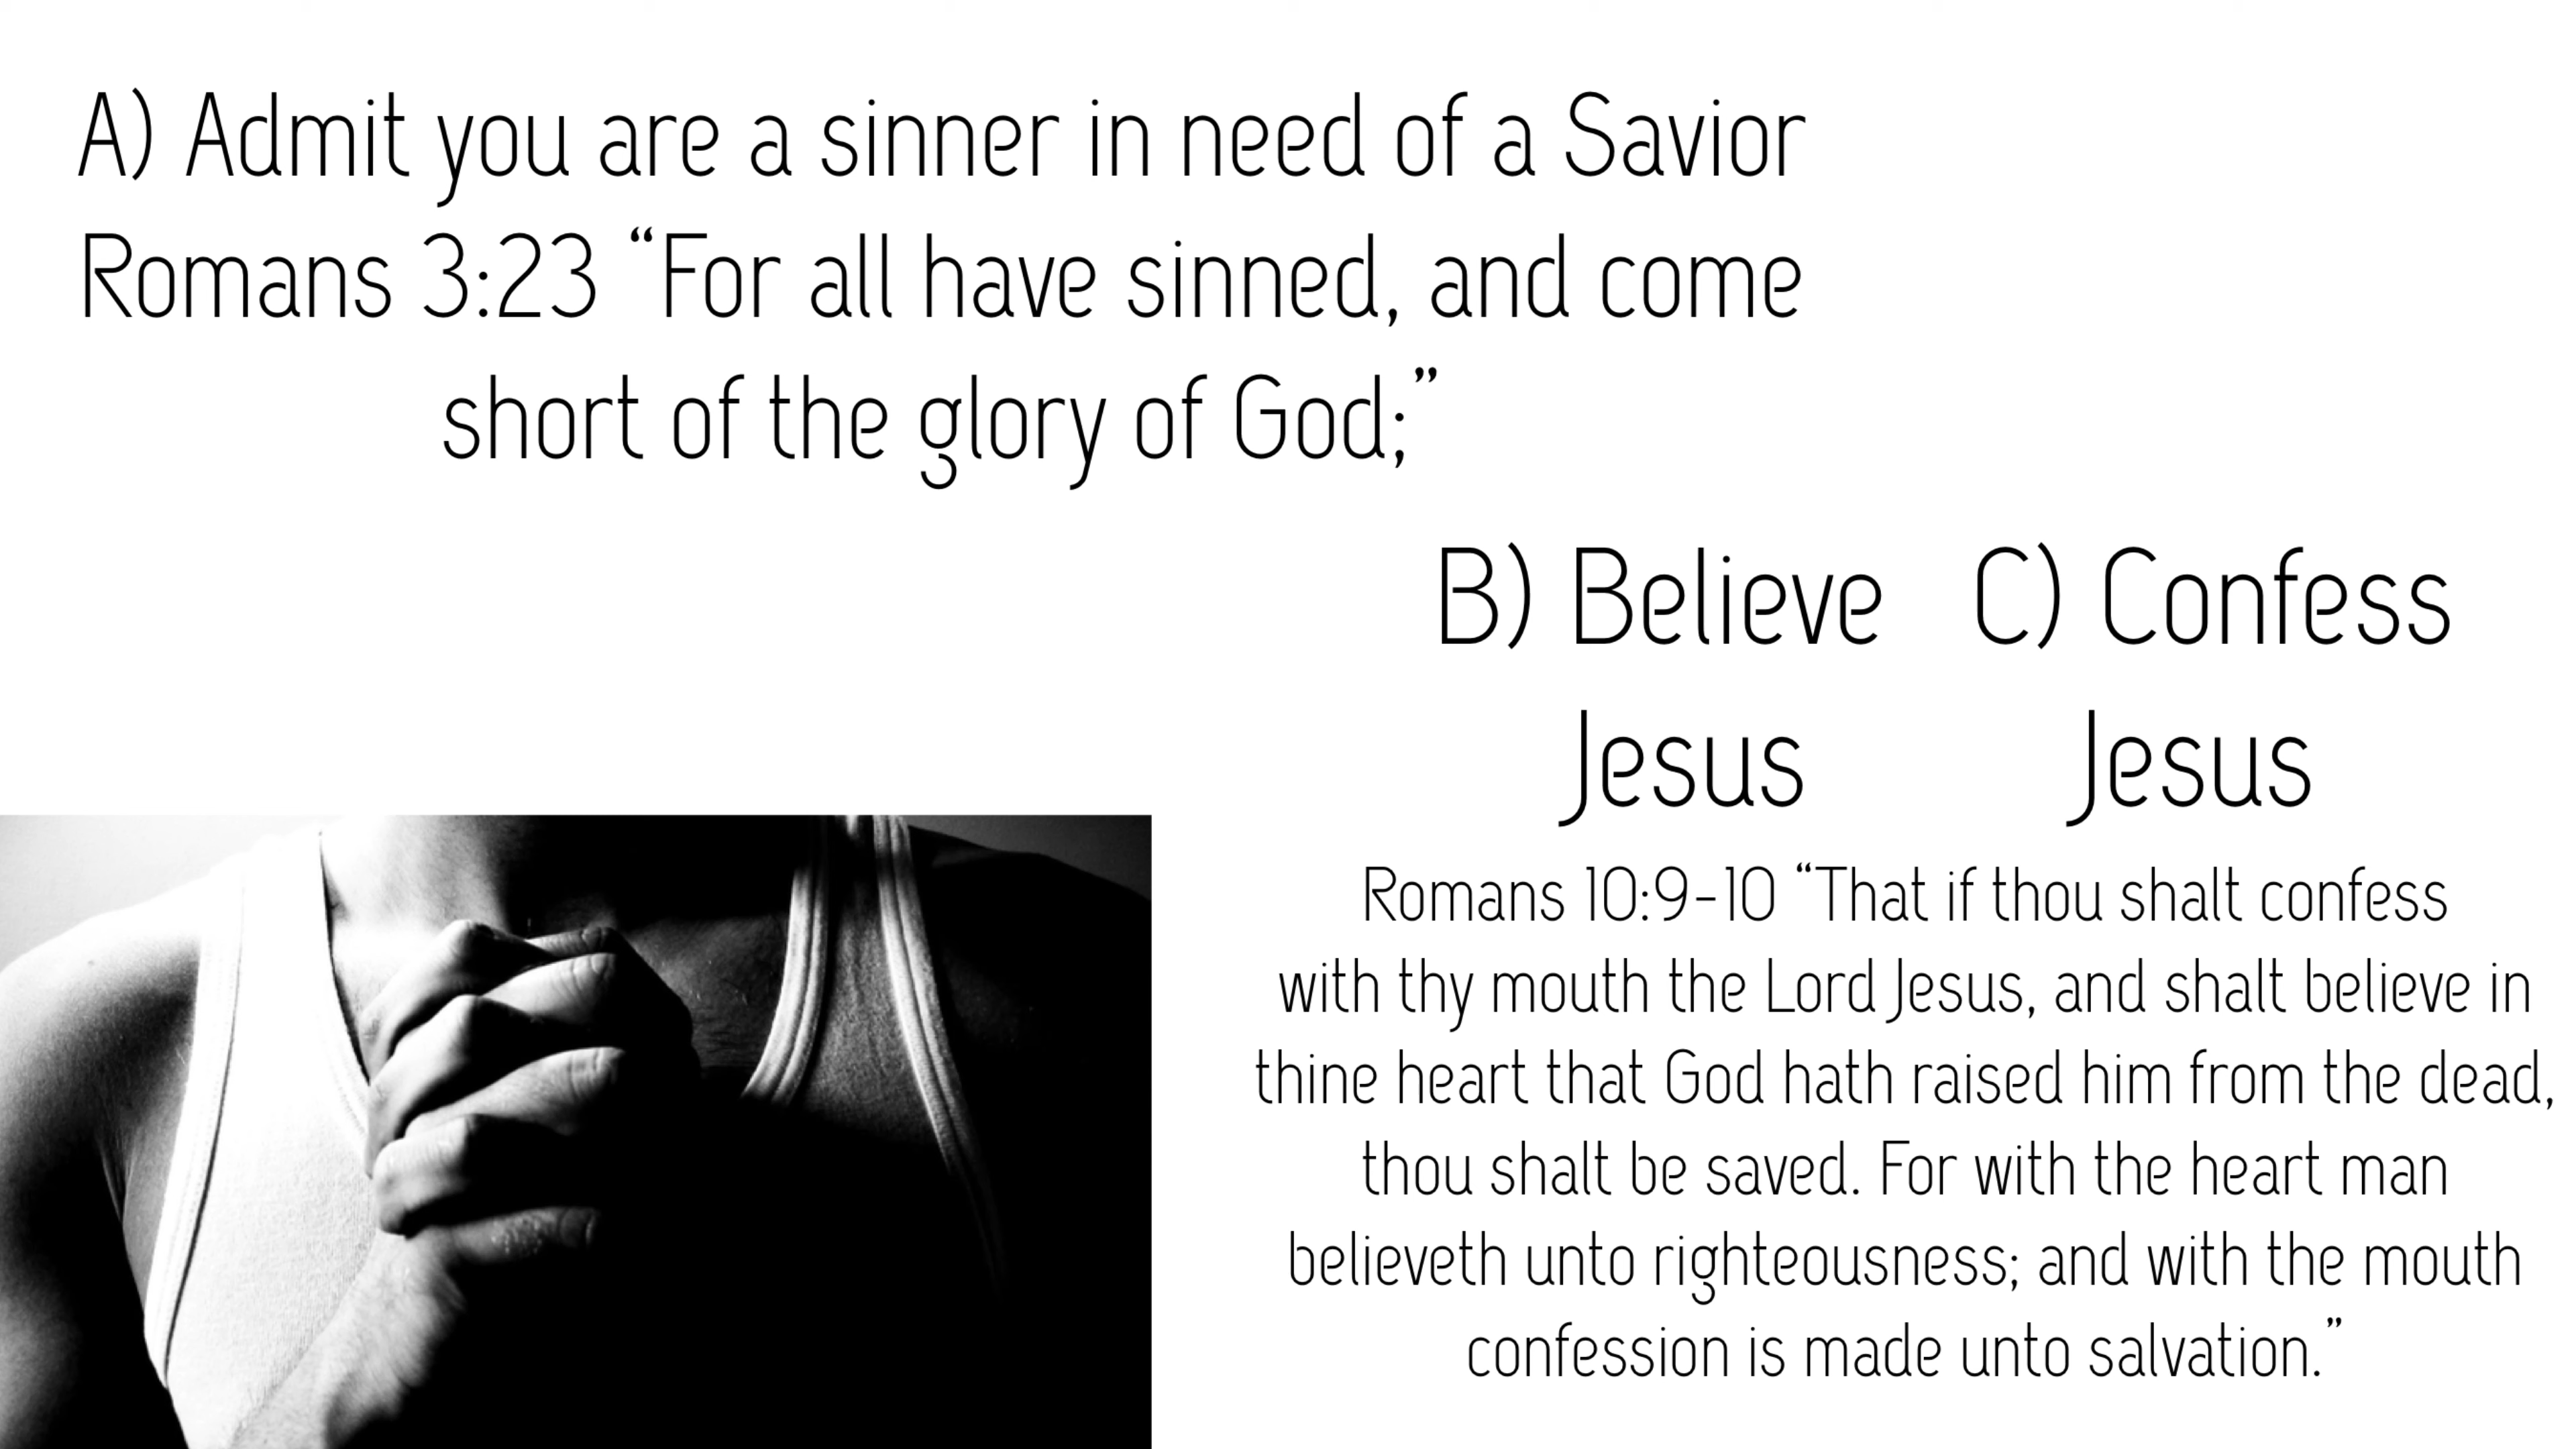 A) Admit you are a sinner in need of a Savior
Romans 3:23 “For all have sinned, and come
short of the glory of God;”
B) Believe
Jesus
C) Confess
Jesus
Romans 10:9-10 “That if thou shalt confess
with thy mouth the Lord Jesus, and shalt believe in
thine heart that God hath raised him from the dead,
thou shalt be saved. For with the heart man
believeth unto righteousness; and with the mouth
confession is made unto salvation.”